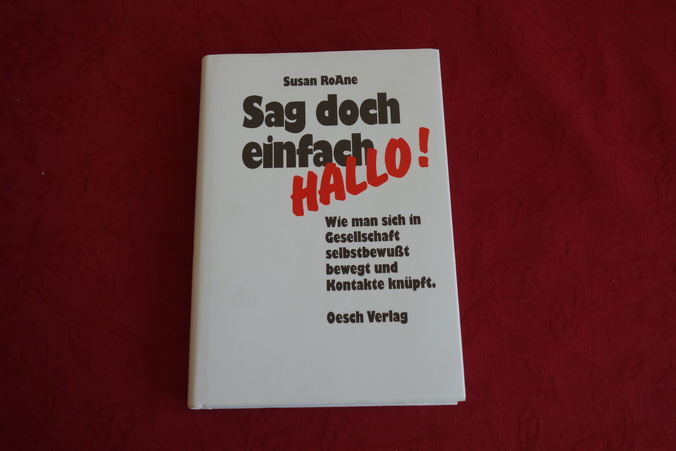 Susan RoAne
Sag doch
einfach
HALLO!
Wie man sich in
Gesellschaft
selbstbewußt
bewegt und
Kontakte knüpft.
Oesch Verlag